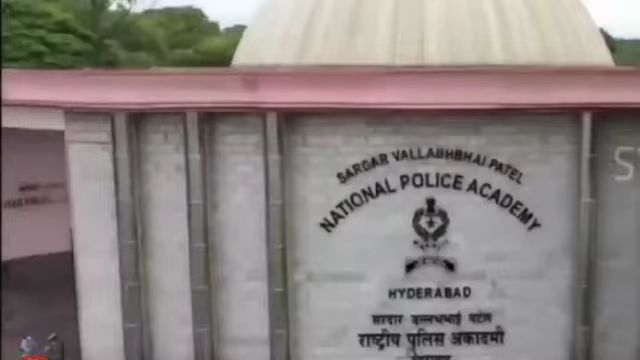 SARDAR VALLABHBHAI PATEL
NATIONAL POLICE ACADEMY
HYDERABAD
सरदार वल्लभभाई पटेल
राष्ट्रीय पुलिस अकादमी